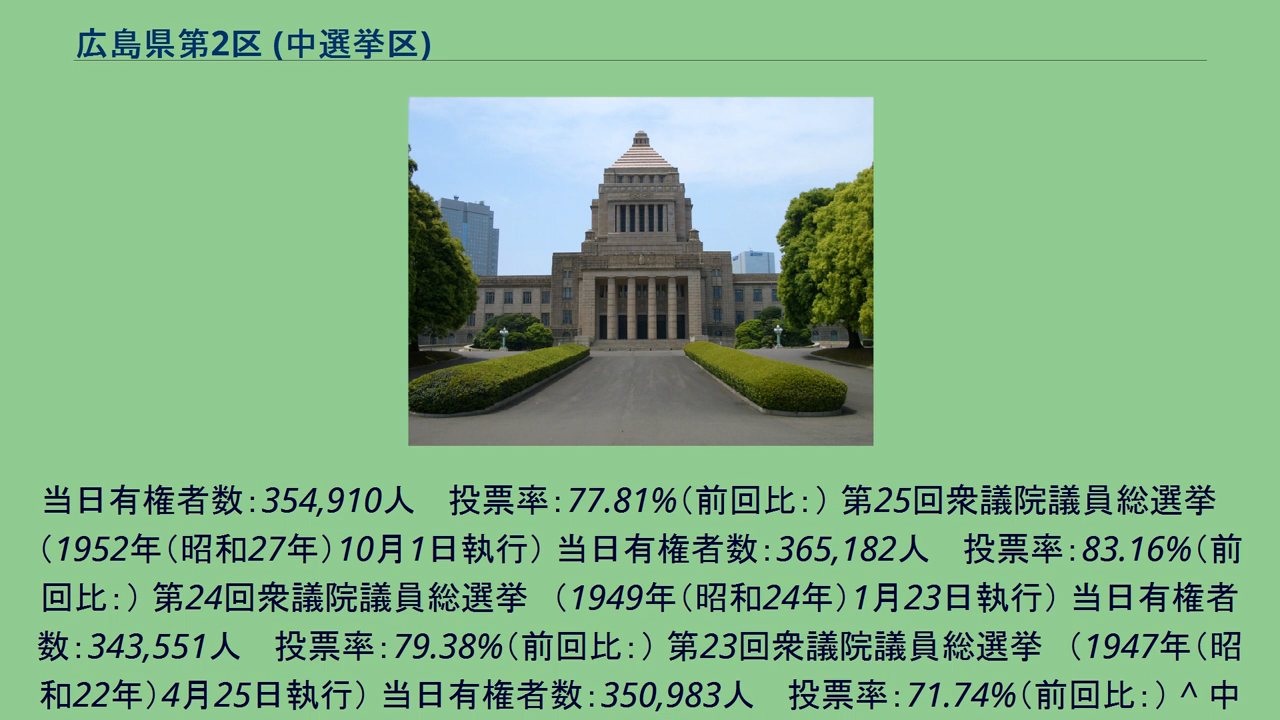 広島県第2区 (中選挙区)
当日有権者数：354,910人　投票率：77.81%（前回比：） 第25回衆議院議員総選挙
（1952年（昭和27年）10月1日執行） 当日有権者数：365,182人　投票率：83.16%（前
回比：） 第24回衆議院議員総選挙　（1949年（昭和24年）1月23日執行） 当日有権者
数：343,551人　投票率：79.38%（前回比：） 第23回衆議院議員総選挙　（1947年（昭
和22年）4月25日執行） 当日有権者数：350,983人　投票率：71.74%（前回比：） ^ 中